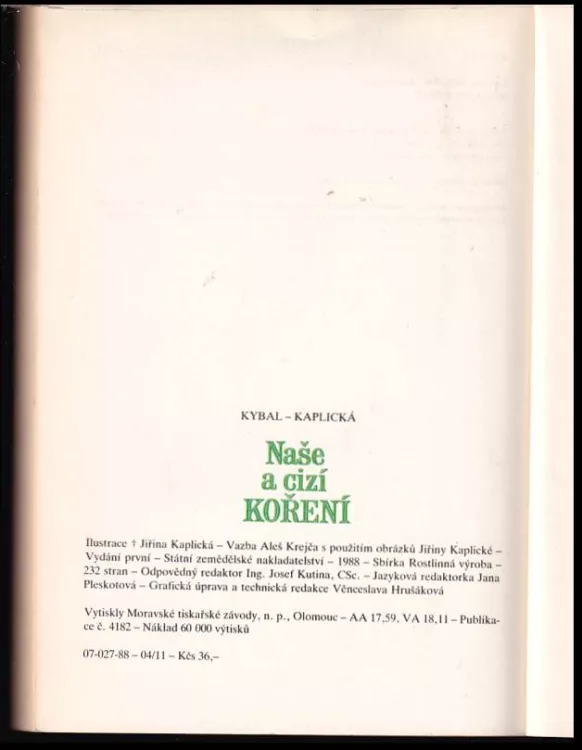 KYBAL – KAPLICKÁ
Naše
a cizí
KOŘENÍ
Ilustrace † Jiřina Kaplická – Vazba Aleš Krejča s použitím obrázků Jiřiny Kaplické –
Vydání první – Státní zemědělské nakladatelství – 1988 – Sbírka Rostlinná výroba –
232 stran – Odpovědný redaktor Ing. Josef Kutina, CSc. – Jazyková redaktorka Jana
Pleskotová – Grafická úprava a technická redakce Věnceslava Hrušáková
Vytiskly Moravské tiskařské závody, n. p., Olomouc – AA 17,59, VA 18,11 – Publika-
ce č. 4182 – Náklad 60 000 výtisků
07-027-88 – 04/11 – Kčs 36,–